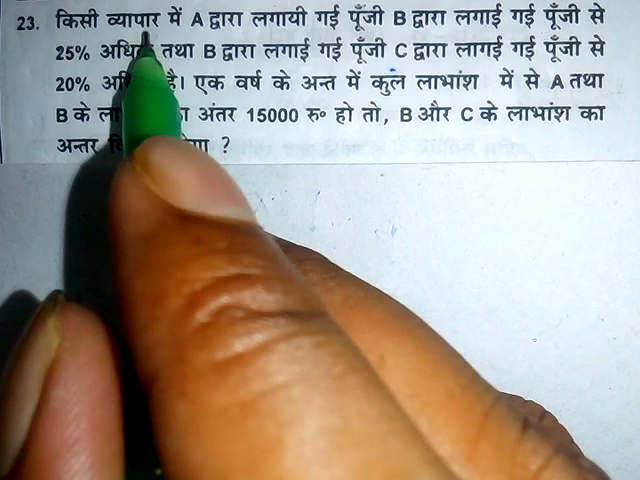 23. किसी व्यापार में A द्वारा लगायी गई पूँजी B द्वारा लगाई गई पूँजी से
25% तथा B द्वारा लगाई गई पूँजी C द्वारा लागई गई पूँजी से
20% है। एक वर्ष के अन्त में कुल लाभांश में से A तथा
B के अंतर 15000 रु० हो तो, B और C के लाभांश का
अन्तर ?